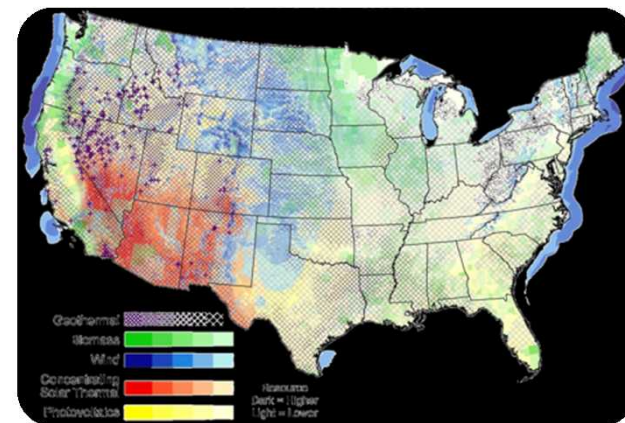 Geothermal
Biomass
Wind
Concentrating
Solar Thermal
Photovoltaics
Resource
Dark = Higher
Light = Lower